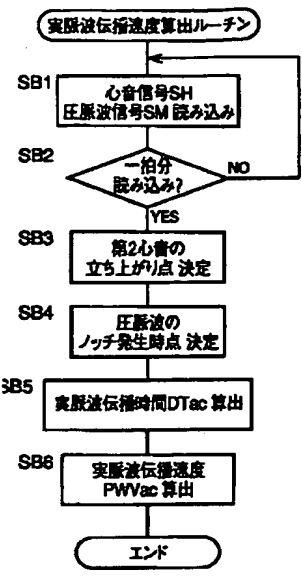 実脈波伝播速度算出ルーチン
SB1
心音信号SH
圧脈波信号SM 読み込み
SB2
一拍分
読み込み?
NO
YES
SB3
第2心音の
立ち上がり点 決定
SB4
圧脈波の
ノッチ発生時点 決定
SB5
実脈波伝播時間DTac 算出
SB6
実脈波伝播速度
PWVac 算出
エンド